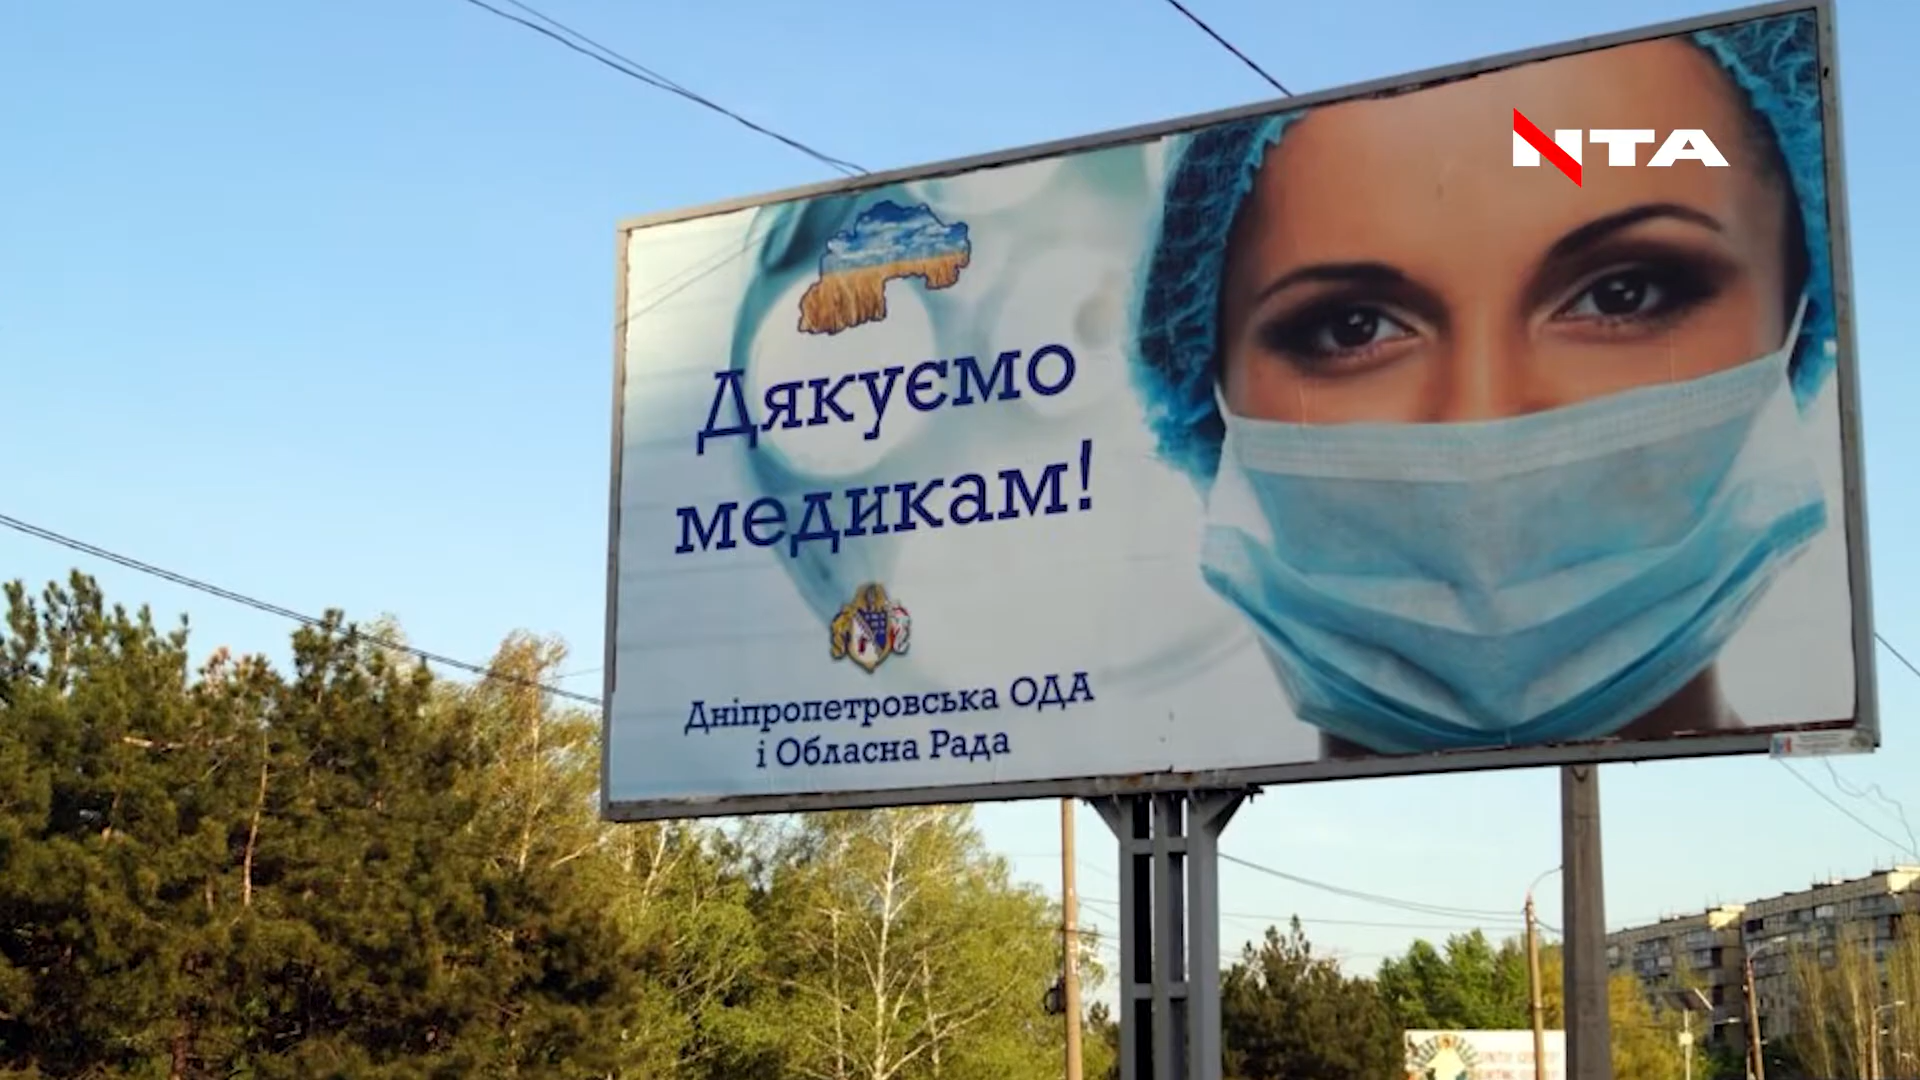 NTA
Дякуємо
медикам!
Дніпропетровська ОДА
і Обласна Рада